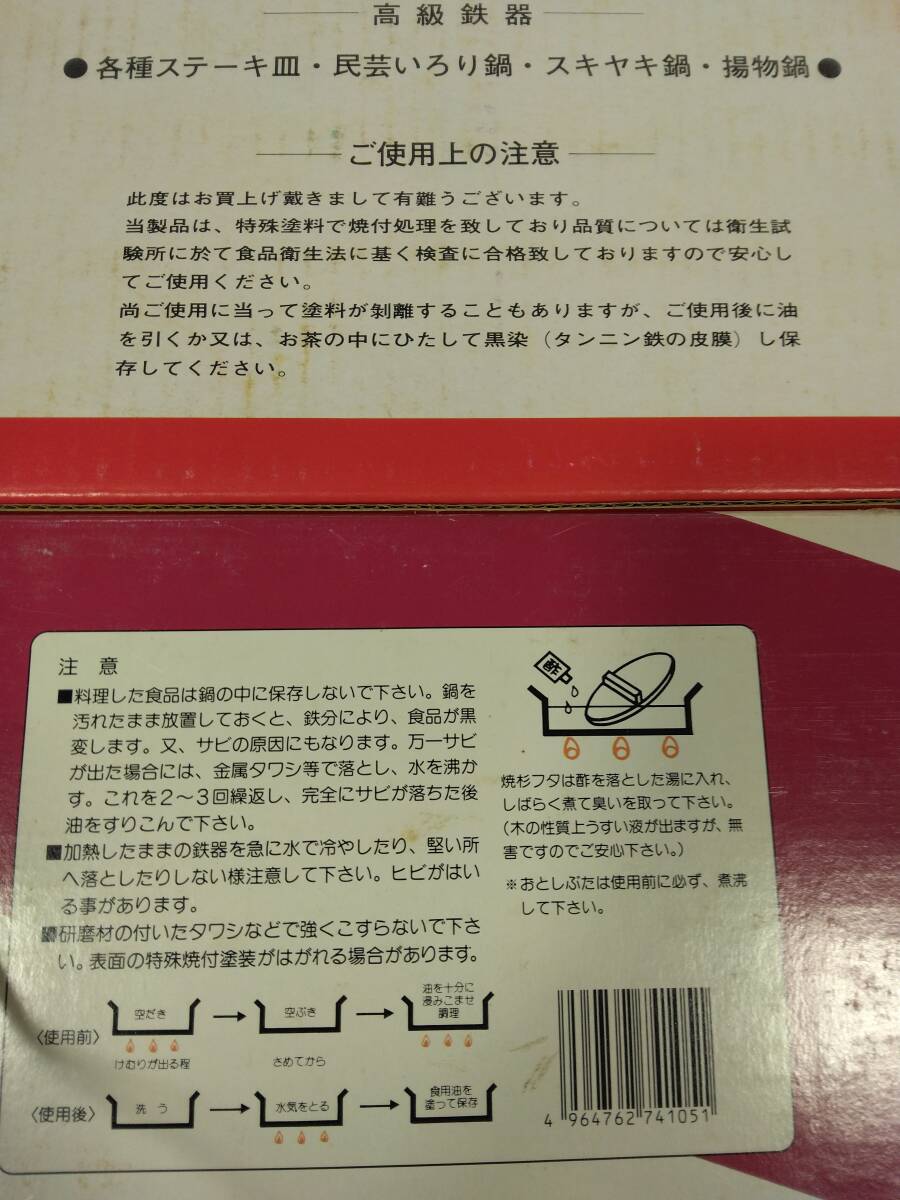 高級鉄器
●各種ステーキ皿・民芸いろり鍋・スキヤキ鍋・揚物鍋●
ご使用上の注意
此度はお買上げ戴きまして有難うございます。
当製品は、特殊塗料で焼付処理を致しており品質については衛生試
験所に於て食品衛生法に基く検査に合格致しておりますので安心し
てご使用ください。
尚ご使用に当って塗料が剝離することもありますが、ご使用後に油
を引くか又は、お茶の中にひたして黒染（タンニン鉄の皮膜）し保
存してください。
注意
■料理した食品は鍋の中に保存しないで下さい。鍋を
汚れたまま放置しておくと、鉄分により、食品が黒
変します。又、サビの原因にもなります。万一サビ
が出た場合には、金属タワシ等で落とし、水を沸か
す。これを2〜3回繰返し、完全にサビが落ちた後
油をすりこんで下さい。
■加熱したままの鉄器を急に水で冷やしたり、堅い所
へ落としたりしない様注意して下さい。ヒビがはい
る事があります。
■研磨材の付いたタワシなどで強くこすらないで下さ
い。表面の特殊焼付塗装がはがれる場合があります。
酢
焼杉フタは酢を落とした湯に入れ、
しばらく煮て臭いを取って下さい。
（木の性質上うすい液が出ますが、無
害ですのでご安心下さい。）
※おとしぶたは使用前に必ず、煮沸
して下さい。
〈使用前〉
空だき
けむりが出る程
空ぶき
さめてから
油を十分に
浸みこませ
調理
〈使用後〉
洗う
水気をとる
食用油を
塗って保存
4 964762 741051